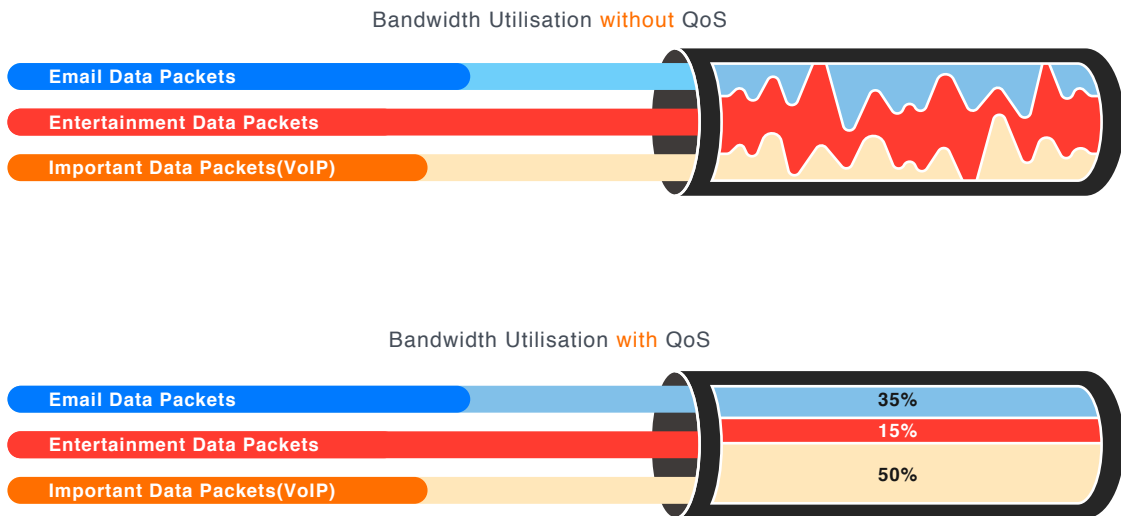 Bandwidth Utilisation without QoS
Email Data Packets
Entertainment Data Packets
Important Data Packets(VoIP)
Bandwidth Utilisation with QoS
Email Data Packets
35%
Entertainment Data Packets
15%
Important Data Packets(VoIP)
50%